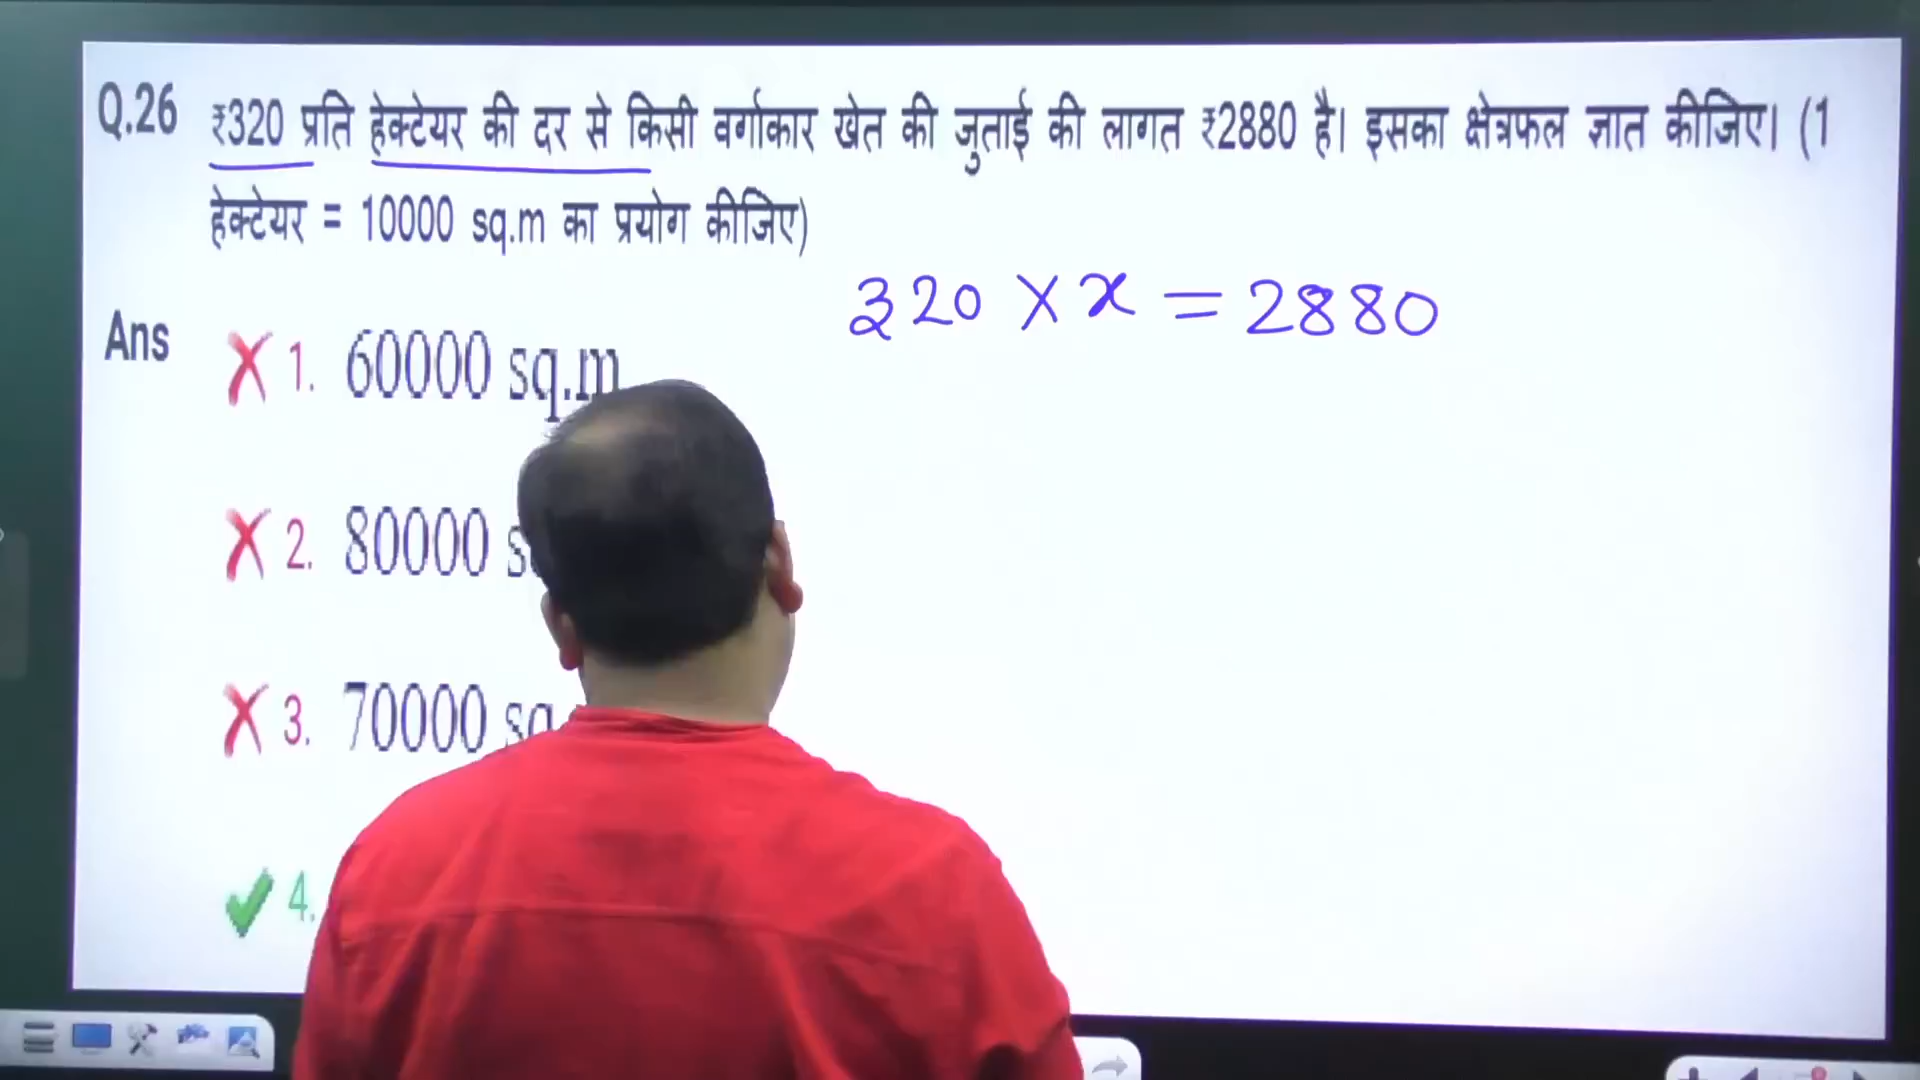 Q.26 ₹320 प्रति हेक्टेयर की दर से किसी वर्गाकार खेत की जुताई की लागत ₹2880 है। इसका क्षेत्रफल ज्ञात कीजिए। (1
हेक्टेयर = 10000 sq.m का प्रयोग कीजिए)
320 × x = 2880
Ans
1. 60000 sq.m
2. 80000
3. 70000 sq
4.